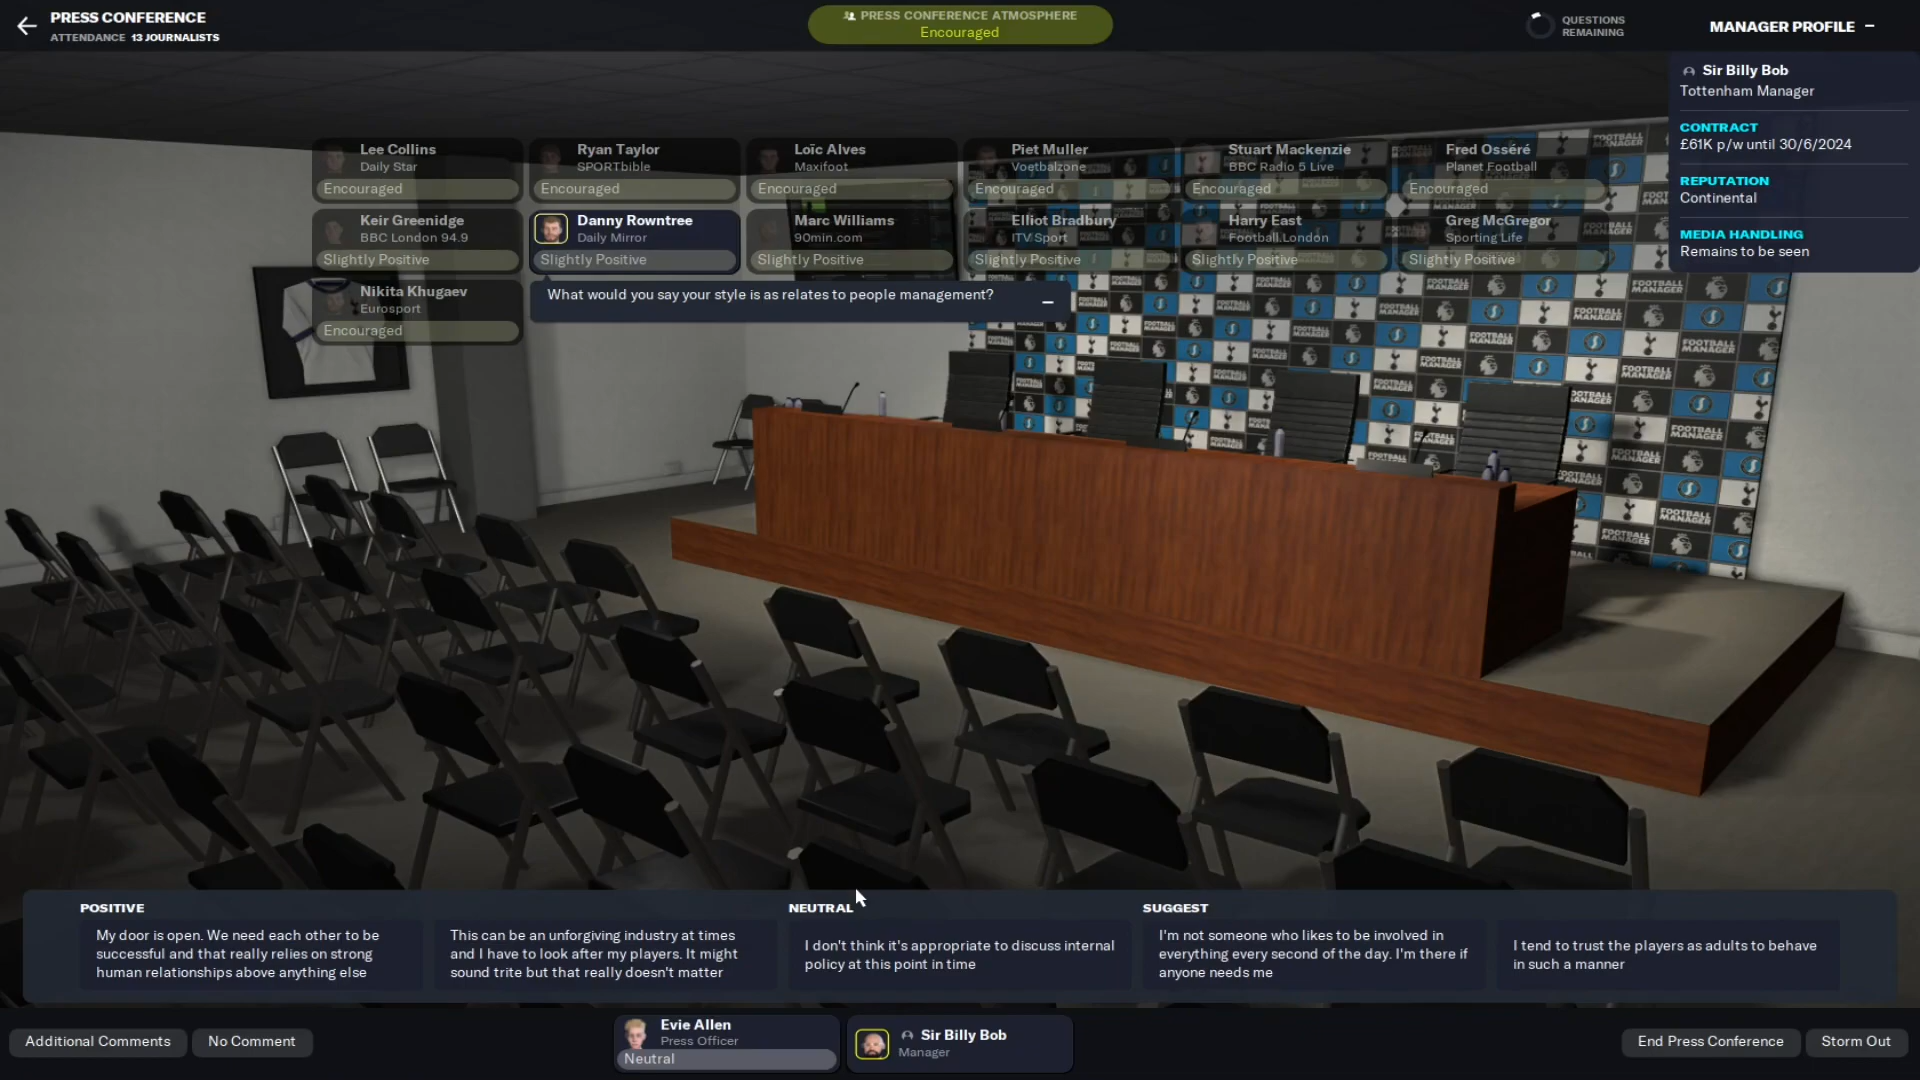 PRESS CONFERENCE
ATTENDANCE 13 JOURNALISTS
PRESS CONFERENCE ATMOSPHERE
Encouraged
QUESTIONS
REMAINING
MANAGER PROFILE
Sir Billy Bob
Tottenham Manager
CONTRACT
£61K p/w until 30/6/2024
REPUTATION
Continental
MEDIA HANDLING
Remains to be seen
Lee Collins
Daily Star
Encouraged
Ryan Taylor
SPORTbible
Encouraged
Loïc Alves
Maxifoot
Encouraged
Piet Muller
Voetbalzone
Encouraged
Stuart Mackenzie
BBC Radio 5 Live
Encouraged
Fred Osséré
Planet Football
Encouraged
Keir Greenidge
BBC London 94.9
Slightly Positive
Danny Rowntree
Daily Mirror
Slightly Positive
Marc Williams
90min.com
Slightly Positive
Elliot Bradbury
ITV Sport
Slightly Positive
Harry East
Football.London
Slightly Positive
Greg McGregor
Sporting Life
Slightly Positive
Nikita Khugaev
Eurosport
Encouraged
What would you say your style is as relates to people management?
FOOTBALL MANAGER
POSITIVE
My door is open. We need each other to be
successful and that really relies on strong
human relationships above anything else
This can be an unforgiving industry at times
and I have to look after my players. It might
sound trite but that really doesn't matter
NEUTRAL
I don't think it's appropriate to discuss internal
policy at this point in time
SUGGEST
I'm not someone who likes to be involved in
everything every second of the day. I'm there if
anyone needs me
I tend to trust the players as adults to behave
in such a manner
Additional Comments
No Comment
Evie Allen
Press Officer
Neutral
Sir Billy Bob
Manager
End Press Conference
Storm Out